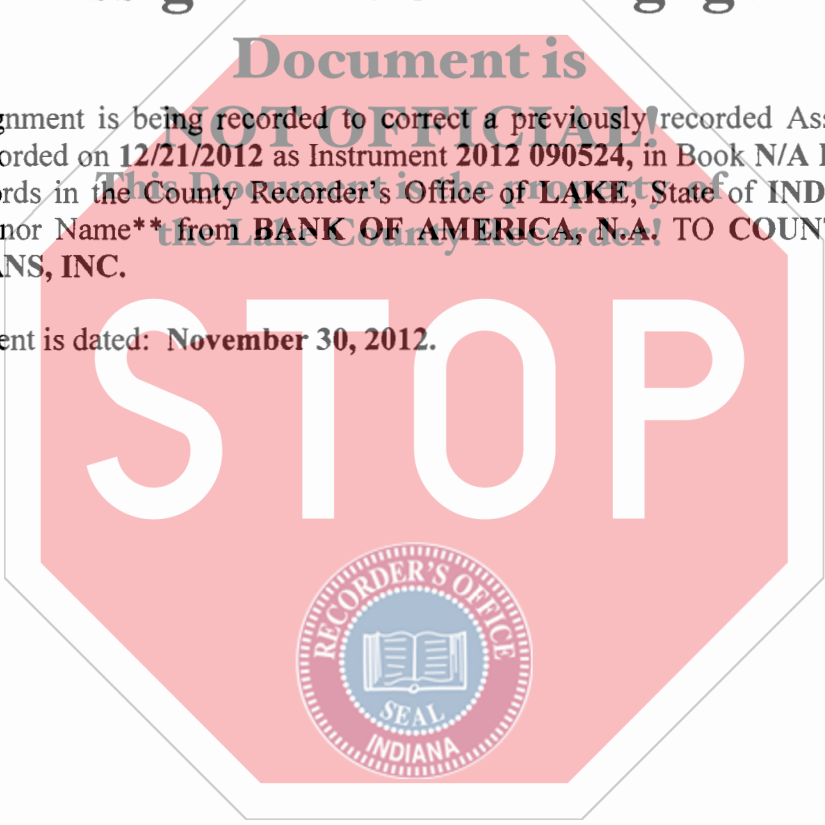 Document is
NOT OFFICIAL!
gnment is being recorded to correct a previously recorded Ass
orded on 12/21/2012 as Instrument 2012 090524, in Book N/A
rds in the County Recorder's Office of LAKE, State of IND
This Document is the property of
nor Name** from BANK OF AMERICA, N.A. TO COUNT
the Lake County Recorder!
ANS, INC.
ent is dated: November 30, 2012.
STOP
RECORDER'S OFFICE
SEAL
INDIANA